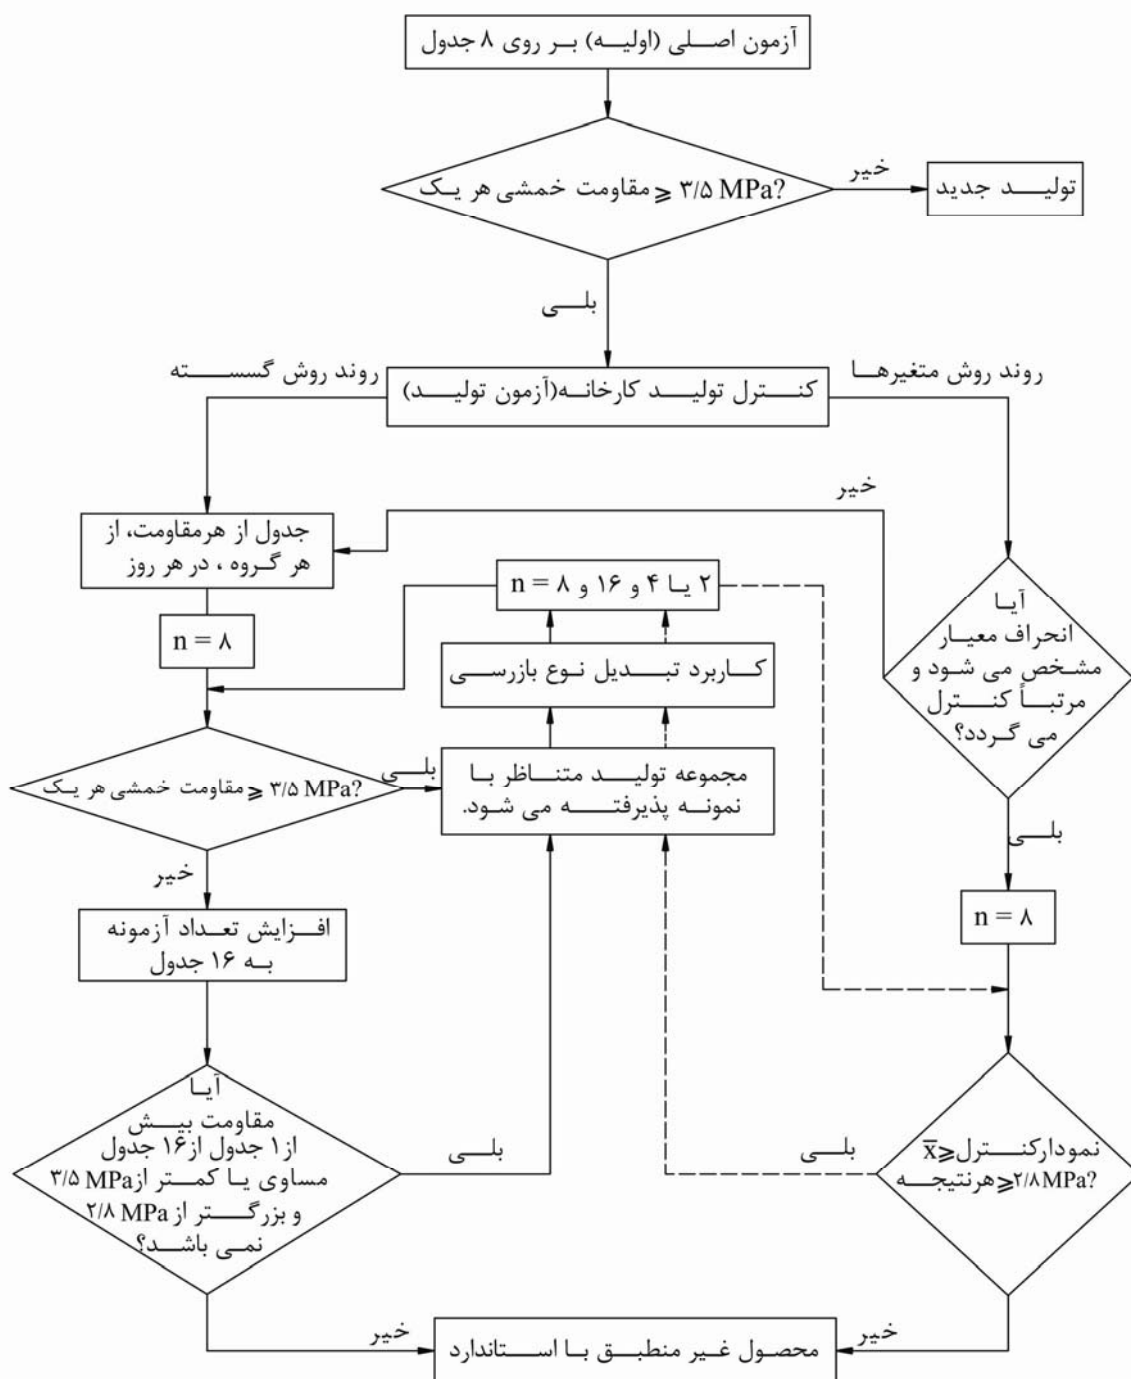 آزمون اصلی (اولیه) بر روی ۸ جدول
مقاومت خمشی هر یک ⩾ ۳/۵ MPa?
خیر
تولید جدید
بلی
روند روش گسسته
کنترل تولید کارخانه(آزمون تولید)
روند روش متغیرها
خیر
جدول از هرمقاومت، از
هر گروه ، در هر روز
n = ۸
۲ یا ۴ و ۱۶ و n = ۸
کاربرد تبدیل نوع بازرسی
آیا
انحراف معیار
مشخص می شود و
مرتباً کنترل
می گردد؟
مقاومت خمشی هر یک ⩾ ۳/۵ MPa?
بلی
مجموعه تولید متناظر با
نمونه پذیرفته می شود.
خیر
بلی
افزایش تعداد آزمونه
به ۱۶ جدول
n = ۸
آیا
مقاومت بیش
از ۱ جدول از ۱۶ جدول
مساوی یا کمتر از ۳/۵ MPa
و بزرگتر از ۲/۸ MPa
نمی باشد؟
بلی
بلی
نمودارکنترل ⩾ x̅
هرنتیجه ⩾ ۲/۸ MPa?
خیر
محصول غیر منطبق با استاندارد
خیر